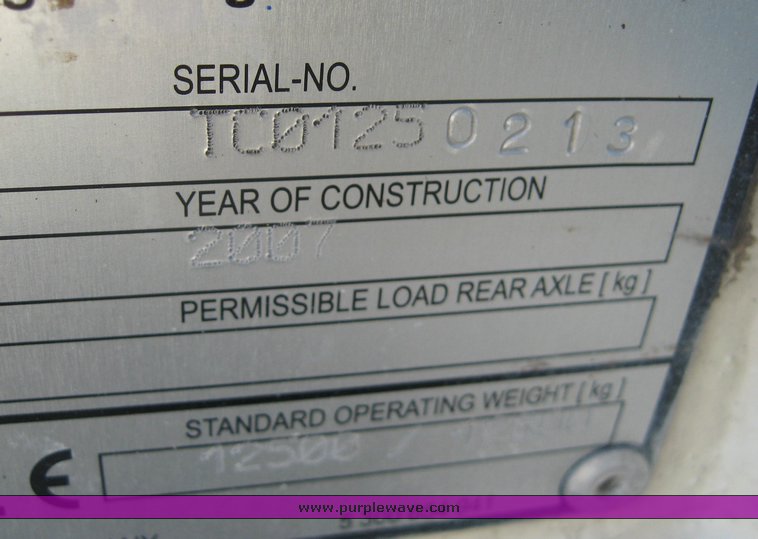 SERIAL-NO.
TC01250213
YEAR OF CONSTRUCTION
2007
PERMISSIBLE LOAD REAR AXLE [kg]
STANDARD OPERATING WEIGHT [kg]
CE 12500 /
www.purplewave.com